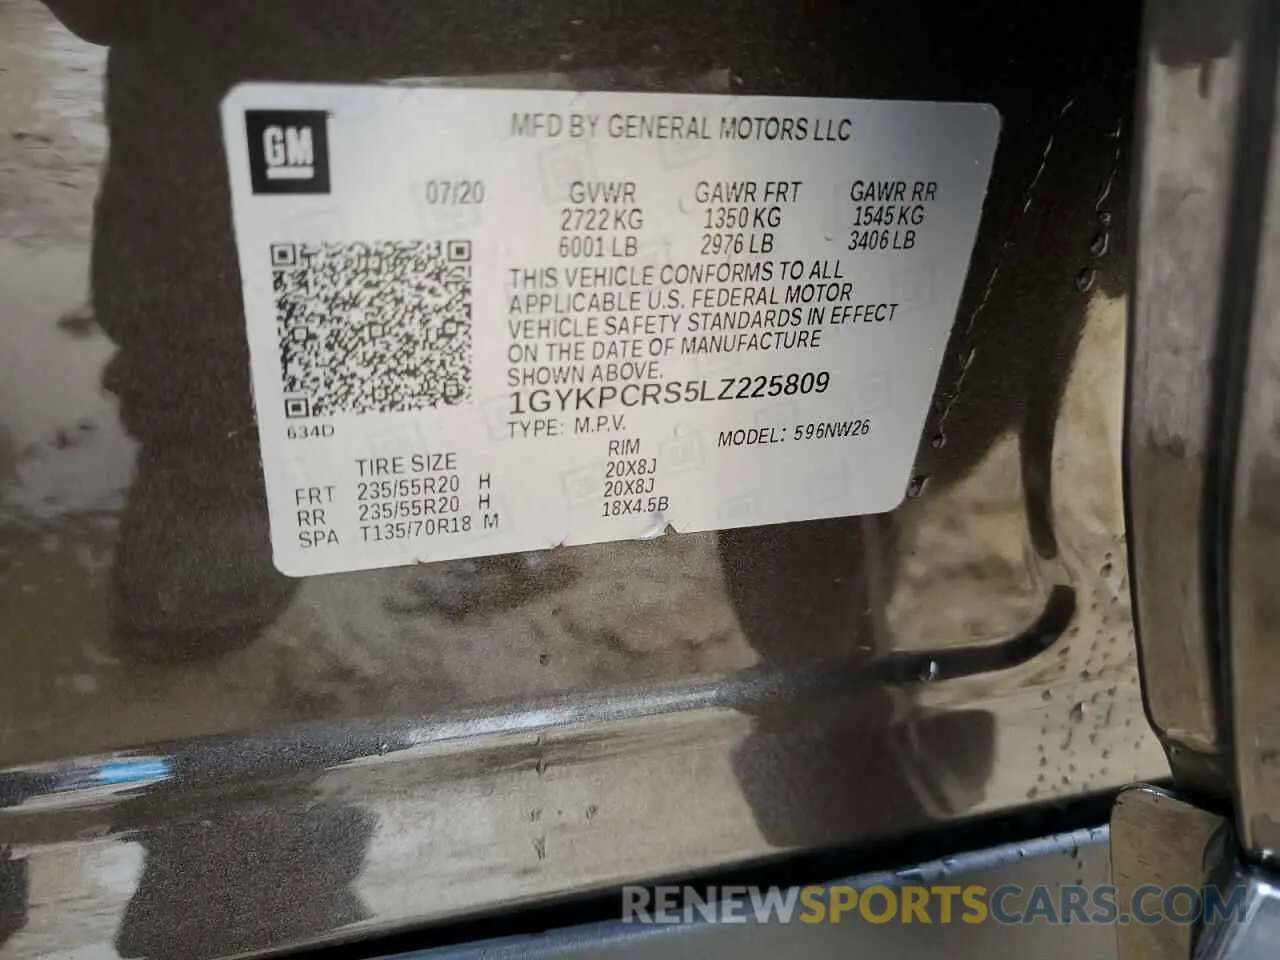 GM
MFD BY GENERAL MOTORS LLC
07/20 GVWR GAWR FRT GAWR RR
2722 KG 1350 KG 1545 KG
6001 LB 2976 LB 3406 LB
THIS VEHICLE CONFORMS TO ALL
APPLICABLE U.S. FEDERAL MOTOR
VEHICLE SAFETY STANDARDS IN EFFECT
ON THE DATE OF MANUFACTURE
SHOWN ABOVE.
1GYKPCRS5LZ225809
634D
TYPE: M.P.V. MODEL: 596NW26
TIRE SIZE RIM
FRT 235/55R20 H 20X8J
RR 235/55R20 H 20X8J
SPA T135/70R18 M 18X4.5B
RENEWSPORTSCARS.COM